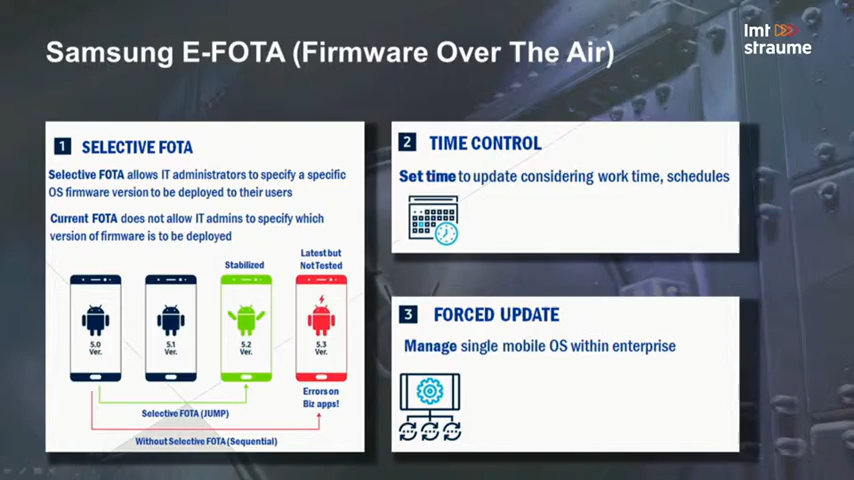 Samsung E-FOTA (Firmware Over The Air)
lmt
straume
1 SELECTIVE FOTA
Selective FOTA allows IT administrators to specify a specific
OS firmware version to be deployed to their users
Current FOTA does not allow IT admins to specify which
version of firmware is to be deployed
Stabilized
Latest but
Not Tested
5.0
Ver.
5.1
Ver.
5.2
Ver.
5.3
Ver.
Errors on
Biz apps!
Selective FOTA (JUMP)
Without Selective FOTA (Sequential)
2 TIME CONTROL
Set time to update considering work time, schedules
3 FORCED UPDATE
Manage single mobile OS within enterprise